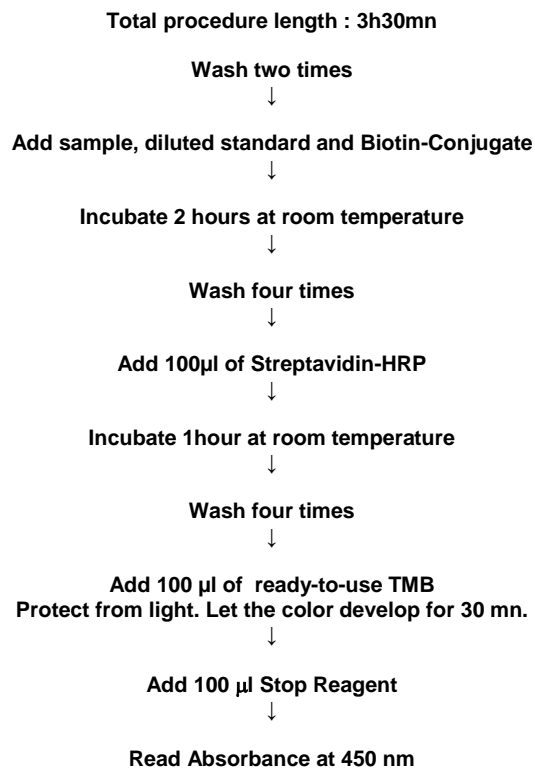 Total procedure length : 3h30mn
Wash two times
↓
Add sample, diluted standard and Biotin-Conjugate
↓
Incubate 2 hours at room temperature
↓
Wash four times
↓
Add 100µl of Streptavidin-HRP
↓
Incubate 1hour at room temperature
↓
Wash four times
↓
Add 100 µl of ready-to-use TMB
Protect from light. Let the color develop for 30 mn.
↓
Add 100 µl Stop Reagent
↓
Read Absorbance at 450 nm